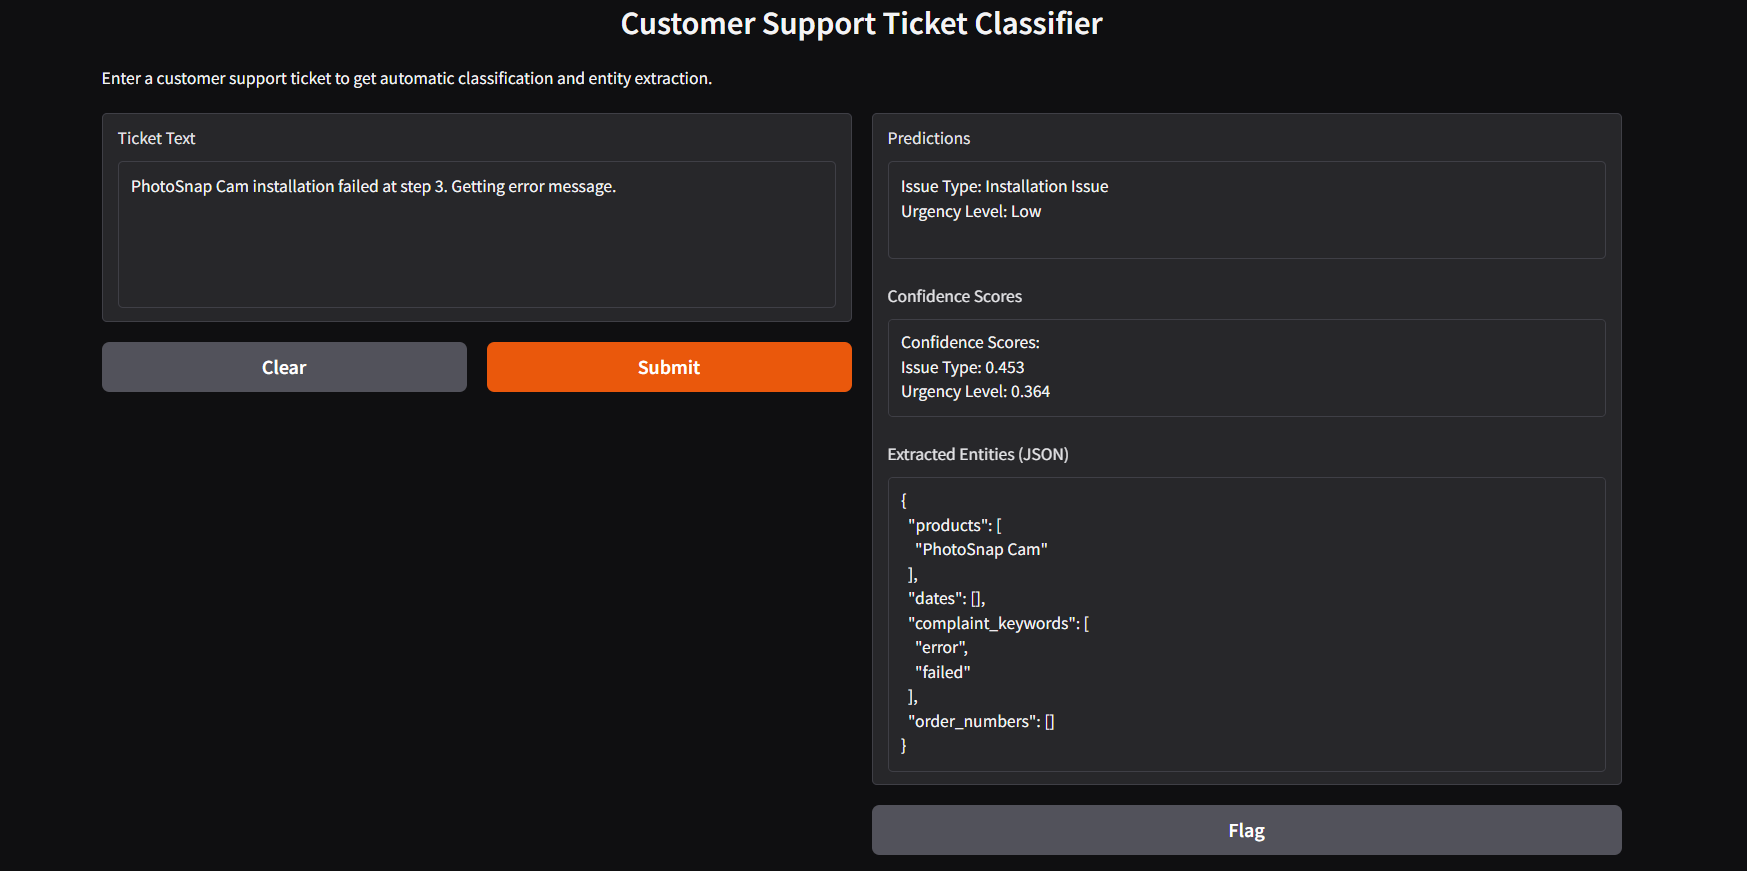 Customer Support Ticket Classifier
Enter a customer support ticket to get automatic classification and entity extraction.
Ticket Text
PhotoSnap Cam installation failed at step 3. Getting error message.
Clear
Submit
Predictions
Issue Type: Installation Issue
Urgency Level: Low
Confidence Scores
Confidence Scores:
Issue Type: 0.453
Urgency Level: 0.364
Extracted Entities (JSON)
{
"products": [
"PhotoSnap Cam"
],
"dates": [],
"complaint_keywords": [
"error",
"failed"
],
"order_numbers": []
}
Flag